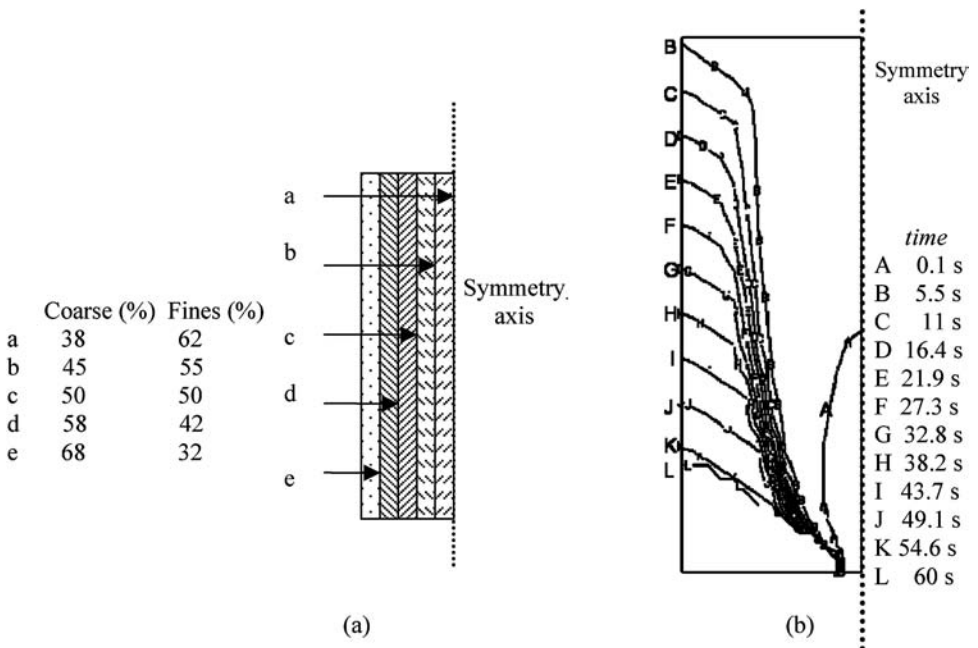 Coarse (%) Fines (%)
a 38 62
b 45 55
c 50 50
d 58 42
e 68 32
a
b
c
d
e
Symmetry
axis
(a)
B
C
D
E
F
G
H
I
J
K
L
Symmetry
axis
time
A 0.1 s
B 5.5 s
C 11 s
D 16.4 s
E 21.9 s
F 27.3 s
G 32.8 s
H 38.2 s
I 43.7 s
J 49.1 s
K 54.6 s
L 60 s
(b)